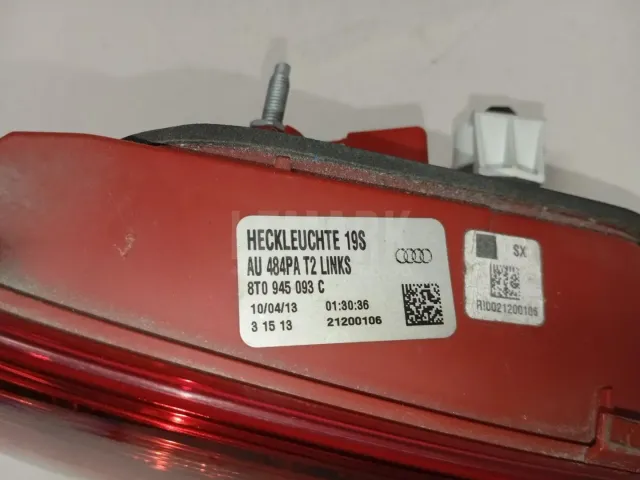 HECKLEUCHTE 19S
AU 484PA T2 LINKS
8T0 945 093 C
10/04/13 01:30:36
3 15 13 21200106
SX
RI0021200106